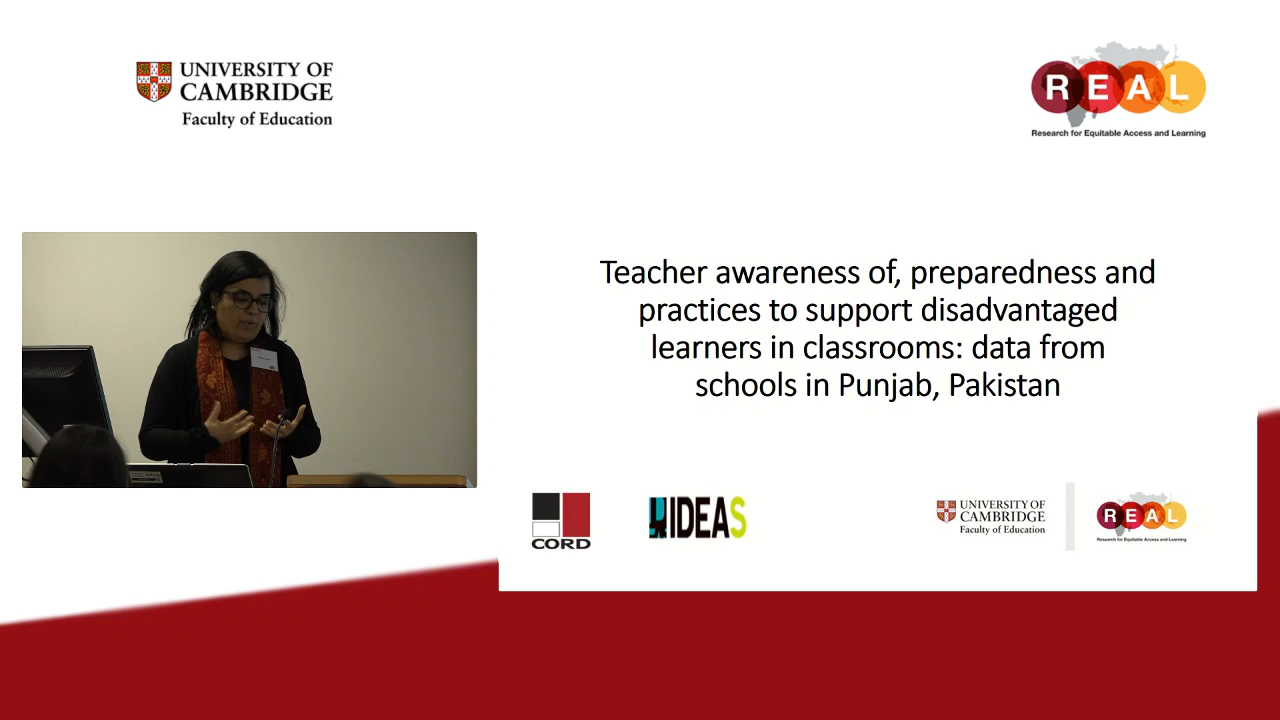 UNIVERSITY OF
CAMBRIDGE
Faculty of Education
REAL
Research for Equitable Access and Learning
Teacher awareness of, preparedness and
practices to support disadvantaged
learners in classrooms: data from
schools in Punjab, Pakistan
CORD
IDEAS
UNIVERSITY OF
CAMBRIDGE
Faculty of Education
REAL
Research for Equitable Access and Learning